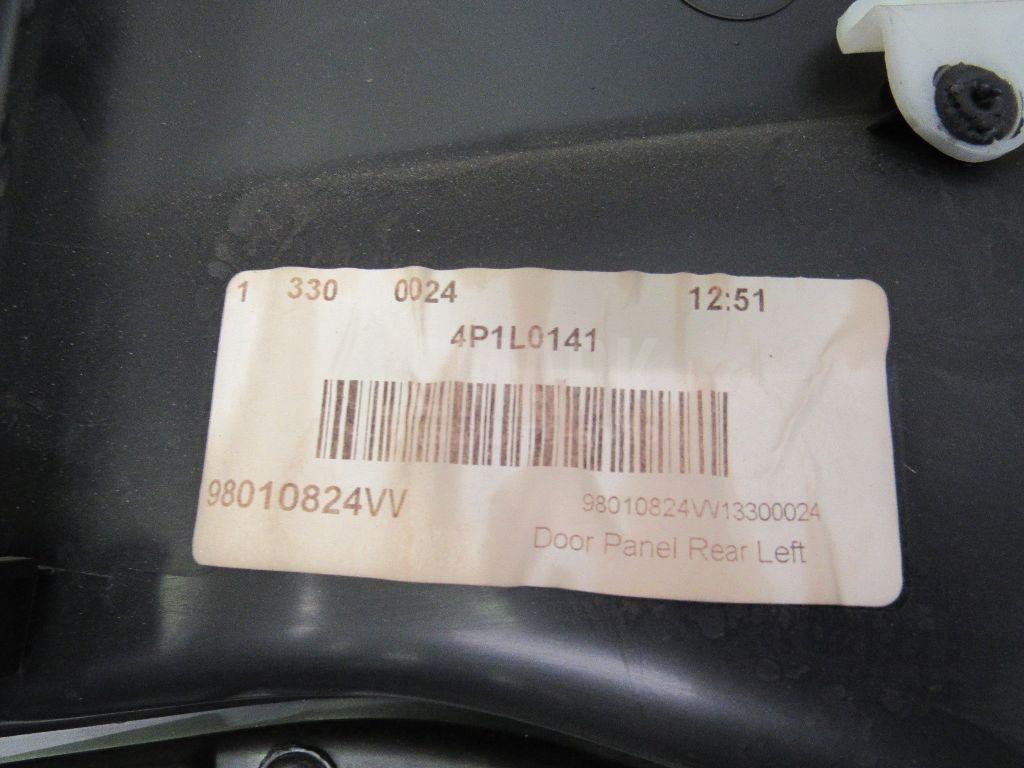 1 330 0024 12:51
4P1L0141
98010824VV 98010824VV13300024
Door Panel Rear Left